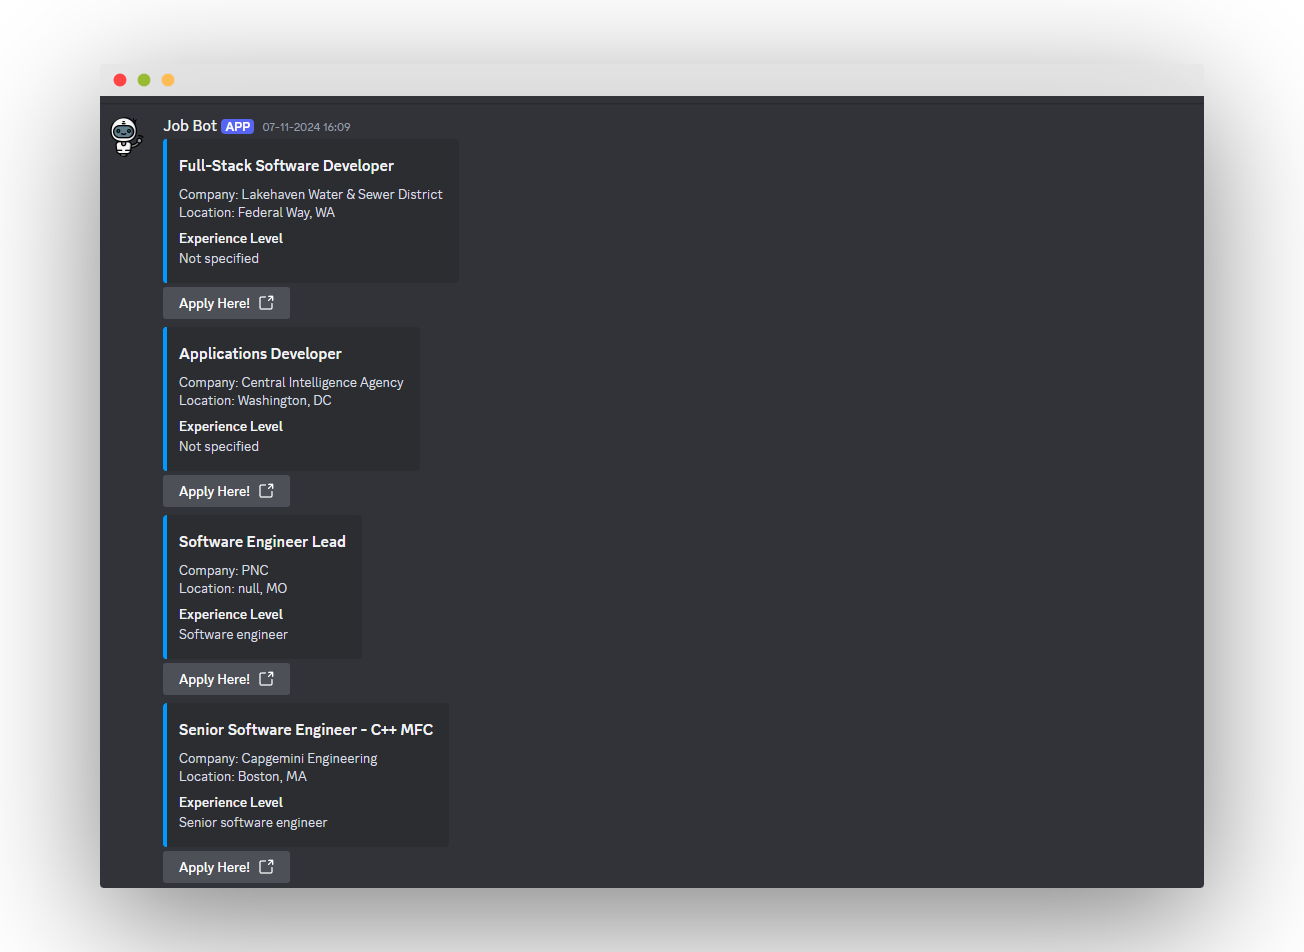 Job Bot APP 07-11-2024 16:09
Full-Stack Software Developer
Company: Lakehaven Water & Sewer District
Location: Federal Way, WA
Experience Level
Not specified
Apply Here!
Applications Developer
Company: Central Intelligence Agency
Location: Washington, DC
Experience Level
Not specified
Apply Here!
Software Engineer Lead
Company: PNC
Location: null, MO
Experience Level
Software engineer
Apply Here!
Senior Software Engineer - C++ MFC
Company: Capgemini Engineering
Location: Boston, MA
Experience Level
Senior software engineer
Apply Here!